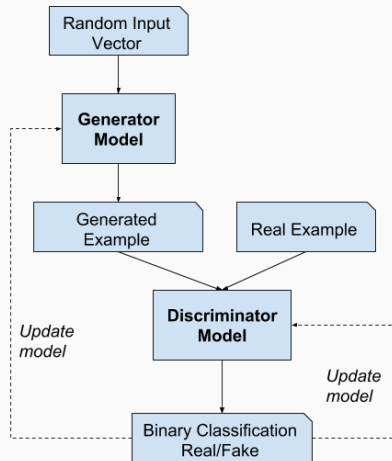 Random Input
Vector
Generator
Model
Generated
Example
Real Example
Discriminator
Model
Update
model
Update
model
Binary Classification
Real/Fake